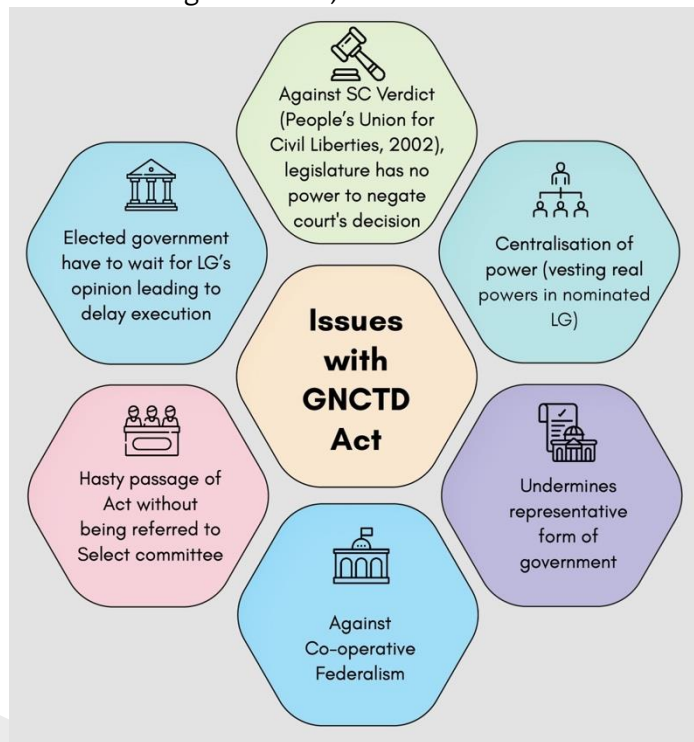 Against SC Verdict
(People's Union for
Civil Liberties, 2002),
legislature has no
power to negate
court's decision
Elected government
have to wait for LG's
opinion leading to
delay execution
Centralisation of
power (vesting real
powers in nominated
LG)
Issues
with
GNCTD
Act
Hasty passage of
Act without
being referred to
Select committee
Undermines
representative
form of
government
Against
Co-operative
Federalism